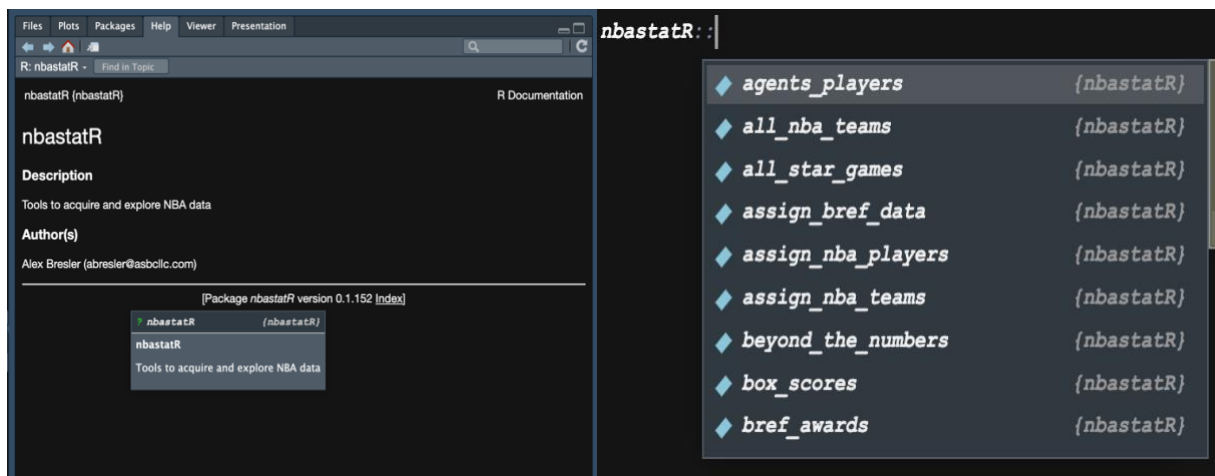 Files Plots Packages Help Viewer Presentation
R: nbastatR Find in Topic
nbastatR {nbastatR} R Documentation
nbastatR
Description
Tools to acquire and explore NBA data
Author(s)
Alex Bresler (abresler@asbcllc.com)
[Package nbastatR version 0.1.152 Index]
? nbastatR {nbastatR}
nbastatR
Tools to acquire and explore NBA data
nbastatR::
agents_players {nbastatR}
all_nba_teams {nbastatR}
all_star_games {nbastatR}
assign_bref_data {nbastatR}
assign_nba_players {nbastatR}
assign_nba_teams {nbastatR}
beyond_the_numbers {nbastatR}
box_scores {nbastatR}
bref_awards {nbastatR}